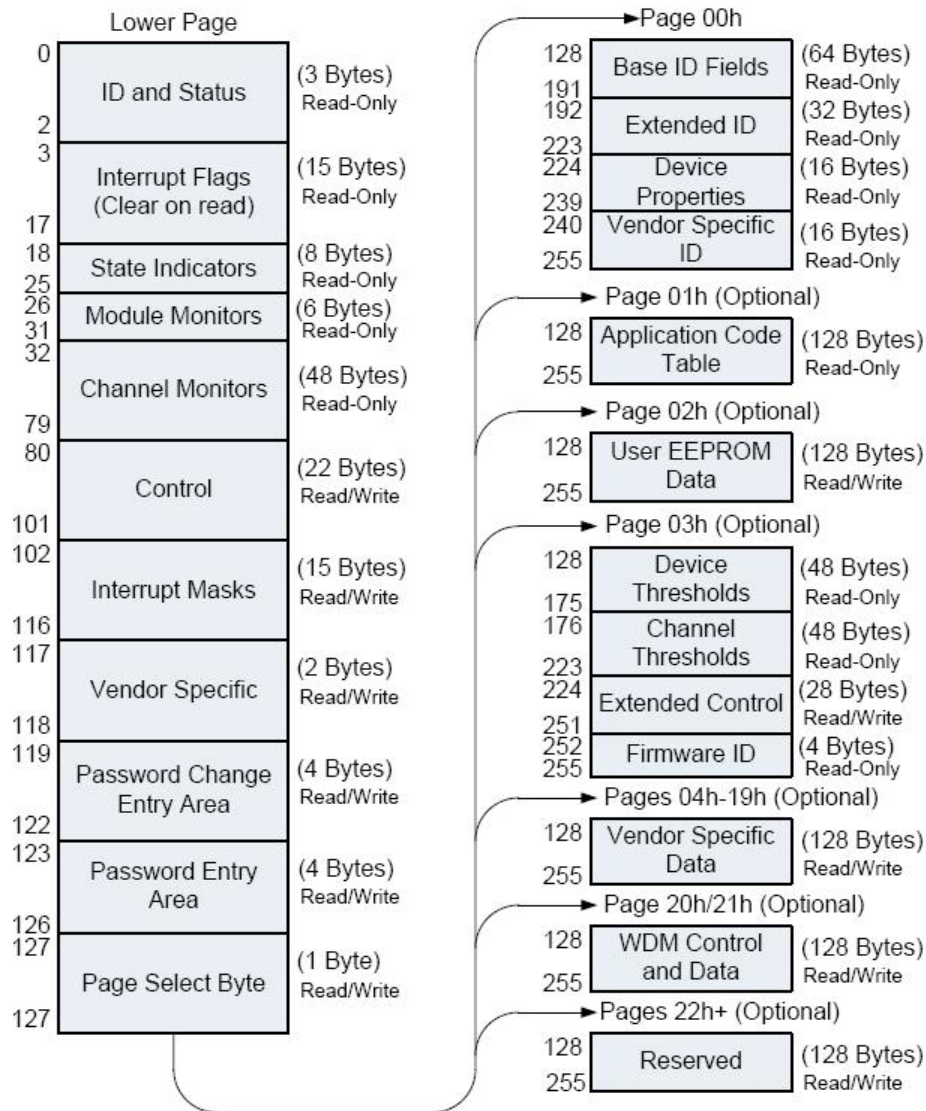 Lower Page
0
ID and Status
(3 Bytes)
Read-Only
2
3
Interrupt Flags
(Clear on read)
(15 Bytes)
Read-Only
17
18
State Indicators
(8 Bytes)
Read-Only
25
26
Module Monitors
(6 Bytes)
Read-Only
31
32
Channel Monitors
(48 Bytes)
Read-Only
79
80
Control
(22 Bytes)
Read/Write
101
102
Interrupt Masks
(15 Bytes)
Read/Write
116
117
Vendor Specific
(2 Bytes)
Read/Write
118
119
Password Change
Entry Area
(4 Bytes)
Read/Write
122
123
Password Entry
Area
(4 Bytes)
Read/Write
126
127
Page Select Byte
(1 Byte)
Read/Write
127
Page 00h
128
Base ID Fields
(64 Bytes)
Read-Only
191
192
Extended ID
(32 Bytes)
Read-Only
223
224
Device
Properties
(16 Bytes)
Read-Only
239
240
Vendor Specific
ID
(16 Bytes)
Read-Only
255
Page 01h (Optional)
128
Application Code
Table
(128 Bytes)
Read-Only
255
Page 02h (Optional)
128
User EEPROM
Data
(128 Bytes)
Read/Write
255
Page 03h (Optional)
128
Device
Thresholds
(48 Bytes)
Read-Only
175
176
Channel
Thresholds
(48 Bytes)
Read-Only
223
224
Extended Control
(28 Bytes)
Read/Write
251
252
Firmware ID
(4 Bytes)
Read-Only
255
Pages 04h-19h (Optional)
128
Vendor Specific
Data
(128 Bytes)
Read/Write
255
Page 20h/21h (Optional)
128
WDM Control
and Data
(128 Bytes)
Read/Write
255
Pages 22h+ (Optional)
128
Reserved
(128 Bytes)
Read/Write
255